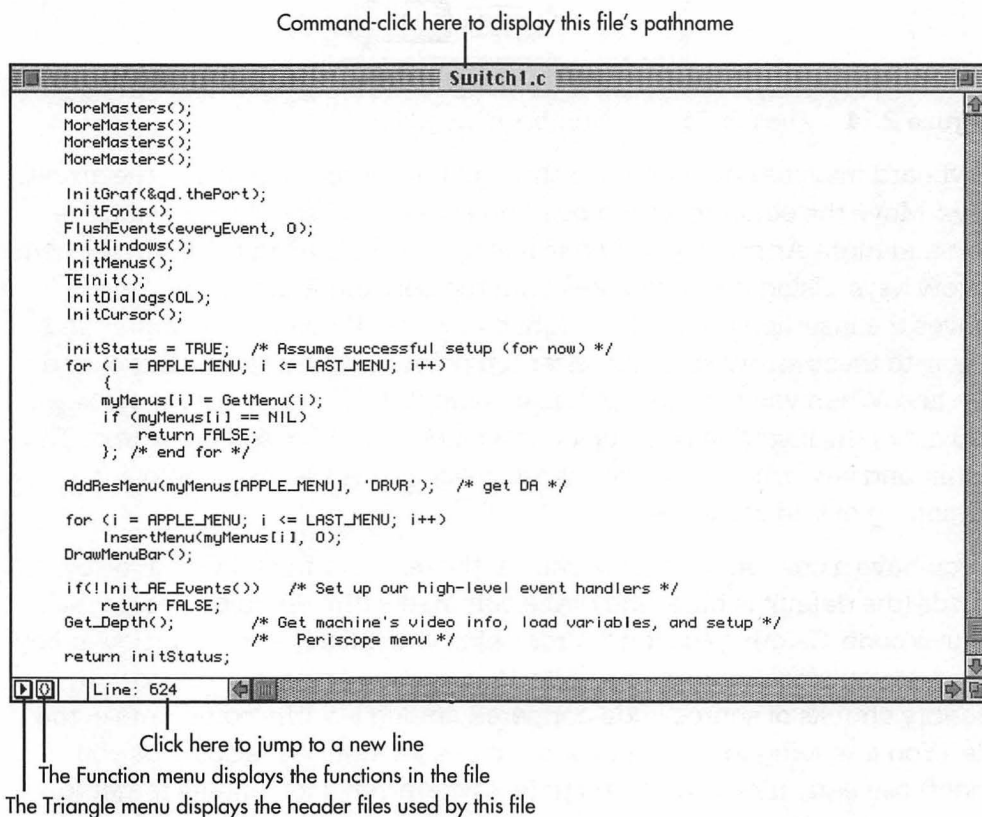 Command-click here to display this file's pathname
Switch1.c
MoreMasters();
MoreMasters();
MoreMasters();
MoreMasters();
InitGraf(&qd.thePort);
InitFonts();
FlushEvents(everyEvent, 0);
InitWindows();
InitMenus();
TEInit();
InitDialogs(0L);
InitCursor();
initStatus = TRUE;  /* Assume successful setup (for now) */
for (i = APPLE_MENU; i <= LAST_MENU; i++)
{
myMenus[i] = GetMenu(i);
if (myMenus[i] == NIL)
return FALSE;
}; /* end for */
AddResMenu(myMenus[APPLE_MENU], 'DRVR');  /* get DA */
for (i = APPLE_MENU; i <= LAST_MENU; i++)
InsertMenu(myMenus[i], 0);
DrawMenuBar();
if(!Init_AE_Events())  /* Set up our high-level event handlers */
return FALSE;
Get_Depth();  /* Get machine's video info, load variables, and setup */
/*  Periscope menu */
return initStatus;
Line: 624
Click here to jump to a new line
The Function menu displays the functions in the file
The Triangle menu displays the header files used by this file